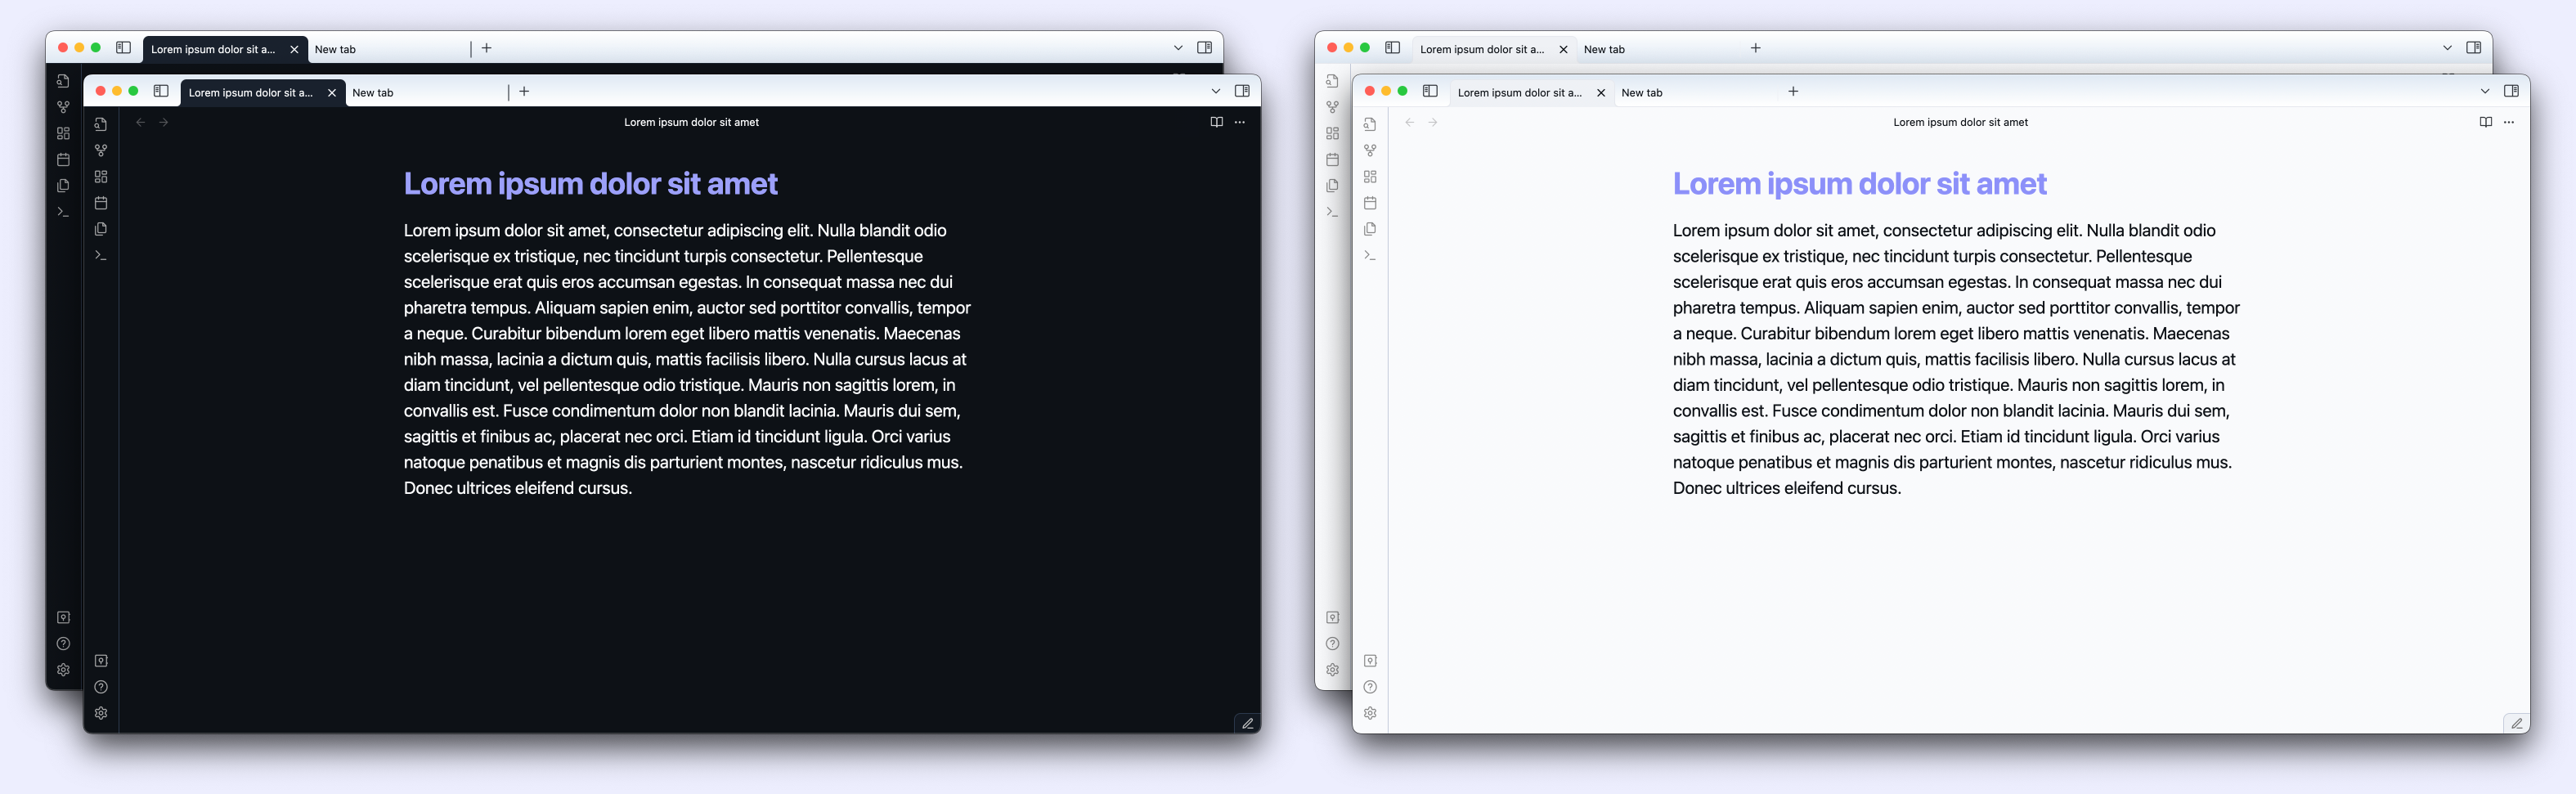 Lorem ipsum dolor sit a...
New tab
Lorem ipsum dolor sit a...
New tab
Lorem ipsum dolor sit amet
Lorem ipsum dolor sit amet
Lorem ipsum dolor sit amet, consectetur adipiscing elit. Nulla blandit odio
scelerisque ex tristique, nec tincidunt turpis consectetur. Pellentesque
scelerisque erat quis eros accumsan egestas. In consequat massa nec dui
pharetra tempus. Aliquam sapien enim, auctor sed porttitor convallis, tempor
a neque. Curabitur bibendum lorem eget libero mattis venenatis. Maecenas
nibh massa, lacinia a dictum quis, mattis facilisis libero. Nulla cursus lacus at
diam tincidunt, vel pellentesque odio tristique. Mauris non sagittis lorem, in
convallis est. Fusce condimentum dolor non blandit lacinia. Mauris dui sem,
sagittis et finibus ac, placerat nec orci. Etiam id tincidunt ligula. Orci varius
natoque penatibus et magnis dis parturient montes, nascetur ridiculus mus.
Donec ultrices eleifend cursus.
Lorem ipsum dolor sit a...
New tab
Lorem ipsum dolor sit a...
New tab
Lorem ipsum dolor sit amet
Lorem ipsum dolor sit amet
Lorem ipsum dolor sit amet, consectetur adipiscing elit. Nulla blandit odio
scelerisque ex tristique, nec tincidunt turpis consectetur. Pellentesque
scelerisque erat quis eros accumsan egestas. In consequat massa nec dui
pharetra tempus. Aliquam sapien enim, auctor sed porttitor convallis, tempor
a neque. Curabitur bibendum lorem eget libero mattis venenatis. Maecenas
nibh massa, lacinia a dictum quis, mattis facilisis libero. Nulla cursus lacus at
diam tincidunt, vel pellentesque odio tristique. Mauris non sagittis lorem, in
convallis est. Fusce condimentum dolor non blandit lacinia. Mauris dui sem,
sagittis et finibus ac, placerat nec orci. Etiam id tincidunt ligula. Orci varius
natoque penatibus et magnis dis parturient montes, nascetur ridiculus mus.
Donec ultrices eleifend cursus.